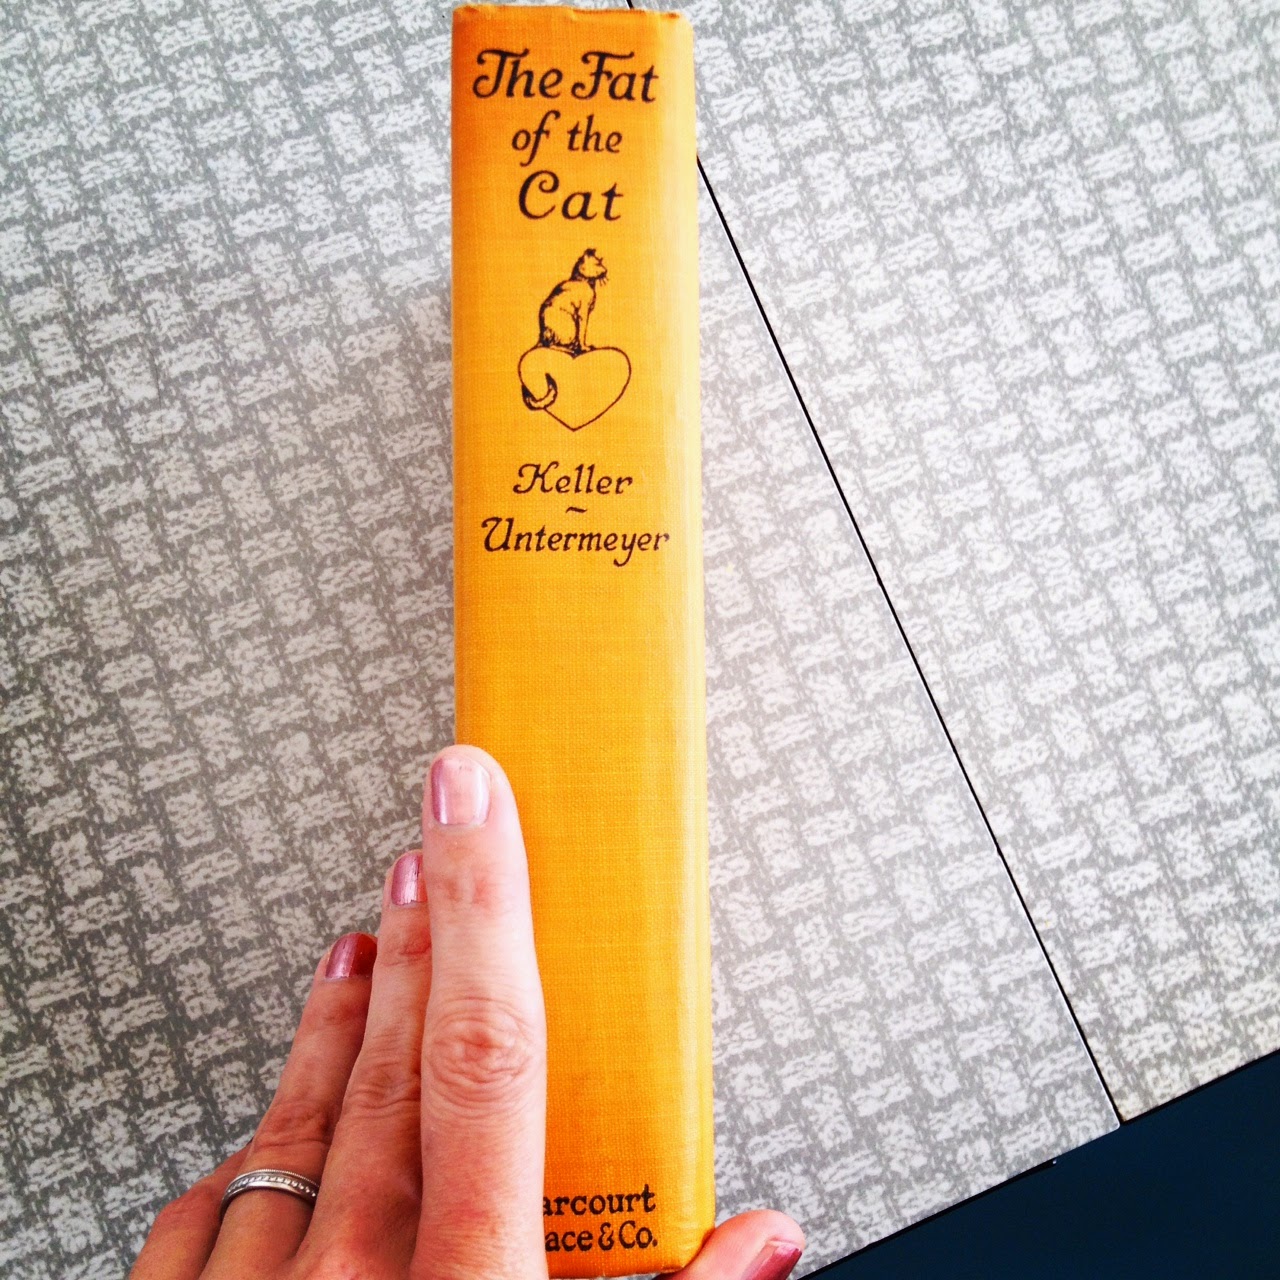 The Fat
of the
Cat
Keller
~
Untermeyer
arcourt
ace & Co.